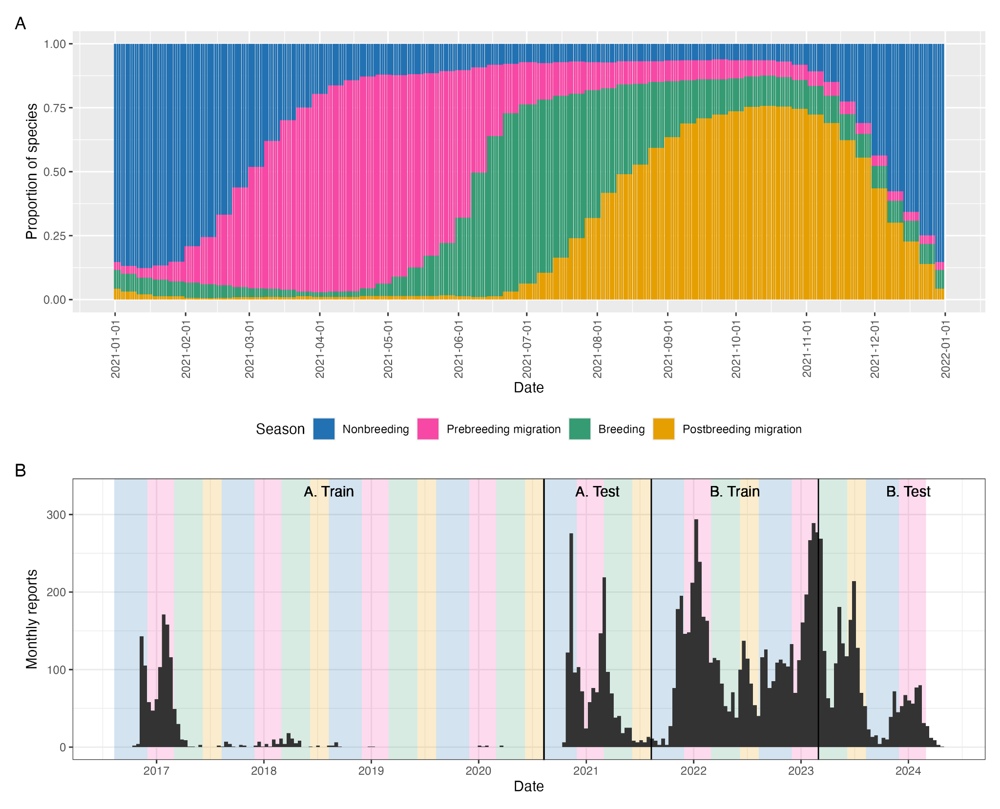 A
Proportion of species
1.00
0.75
0.50
0.25
0.00
2021-01-01
2021-02-01
2021-03-01
2021-04-01
2021-05-01
2021-06-01
2021-07-01
2021-08-01
2021-09-01
2021-10-01
2021-11-01
2021-12-01
2022-01-01
Date
Season Nonbreeding Prebreeding migration Breeding Postbreeding migration
B
A. Train A. Test B. Train B. Test
Monthly reports
300
200
100
0
2017 2018 2019 2020 2021 2022 2023 2024
Date